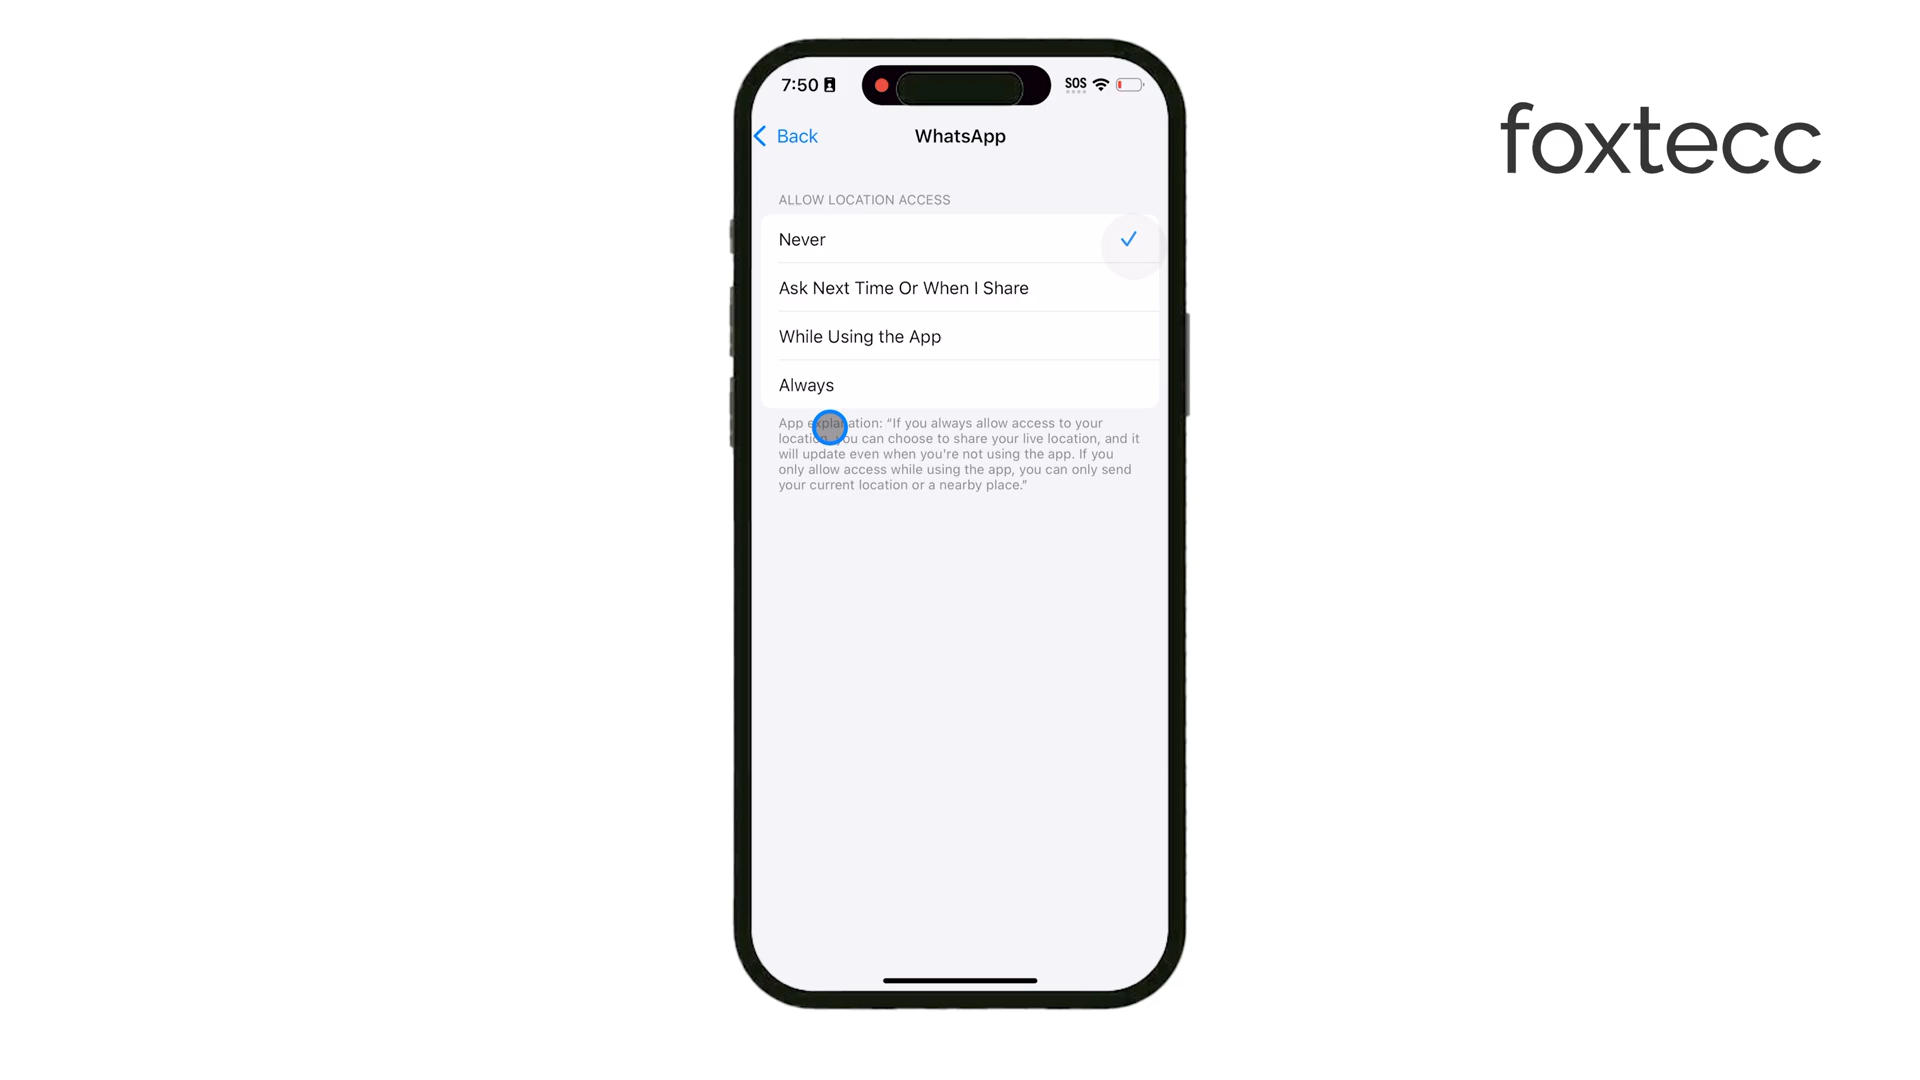 7:50
SOS
foxtecc
Back
WhatsApp
ALLOW LOCATION ACCESS
Never
Ask Next Time Or When I Share
While Using the App
Always
App explanation: “If you always allow access to your
location, you can choose to share your live location, and it
will update even when you're not using the app. If you
only allow access while using the app, you can only send
your current location or a nearby place.”